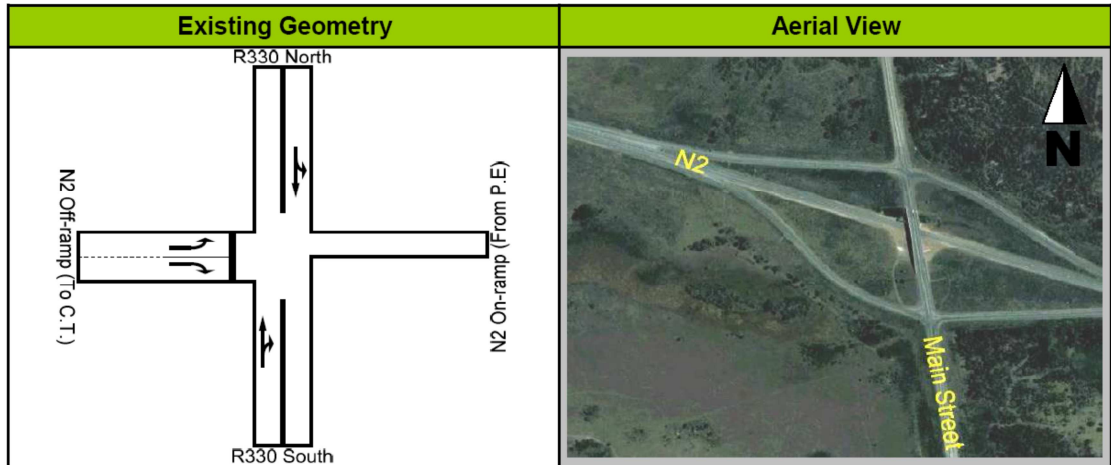 Existing Geometry
Aerial View
R330 North
N2 Off-ramp (To C.T.)
N2 On-ramp (From P.E)
R330 South
N2
N
Main Street